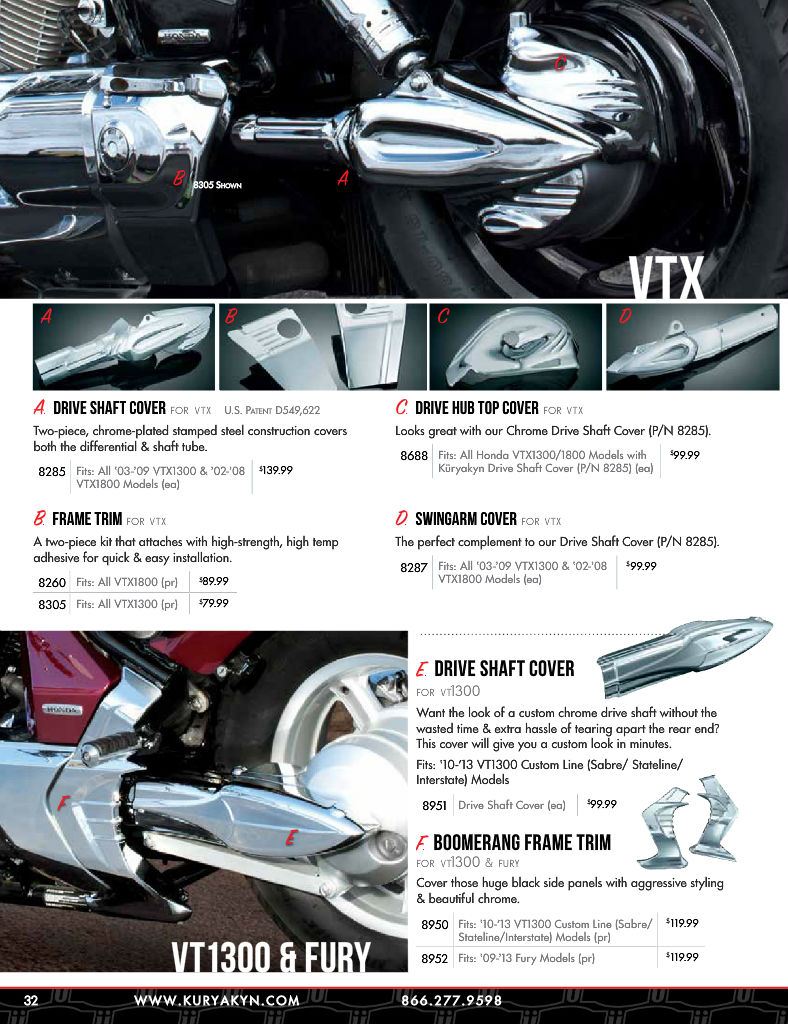 HONDA
C
B
8305 SHOWN
A
VTX
A
B
C
D
A. DRIVE SHAFT COVER FOR VTX U.S. PATENT D549,622
Two-piece, chrome-plated stamped steel construction covers
both the differential & shaft tube.
8285 Fits: All '03-'09 VTX1300 & '02-'08 $139.99
VTX1800 Models (ea)
B. FRAME TRIM FOR VTX
A two-piece kit that attaches with high-strength, high temp
adhesive for quick & easy installation.
8260 Fits: All VTX1800 (pr) $89.99
8305 Fits: All VTX1300 (pr) $79.99
C. DRIVE HUB TOP COVER FOR VTX
Looks great with our Chrome Drive Shaft Cover (P/N 8285).
8688 Fits: All Honda VTX1300/1800 Models with $99.99
Küryakyn Drive Shaft Cover (P/N 8285) (ea)
D. SWINGARM COVER FOR VTX
The perfect complement to our Drive Shaft Cover (P/N 8285).
8287 Fits: All '03-'09 VTX1300 & '02-'08 $99.99
VTX1800 Models (ea)
HONDA
F
E
VT1300 & FURY
E. DRIVE SHAFT COVER
FOR VT1300
Want the look of a custom chrome drive shaft without the
wasted time & extra hassle of tearing apart the rear end?
This cover will give you a custom look in minutes.
Fits: '10-'13 VT1300 Custom Line (Sabre/ Stateline/
Interstate) Models
8951 Drive Shaft Cover (ea) $99.99
F. BOOMERANG FRAME TRIM
FOR VT1300 & FURY
Cover those huge black side panels with aggressive styling
& beautiful chrome.
8950 Fits: '10-'13 VT1300 Custom Line (Sabre/ $119.99
Stateline/Interstate) Models (pr)
8952 Fits: '09-'13 Fury Models (pr) $119.99
32 WWW.KURYAKYN.COM 866.277.9598